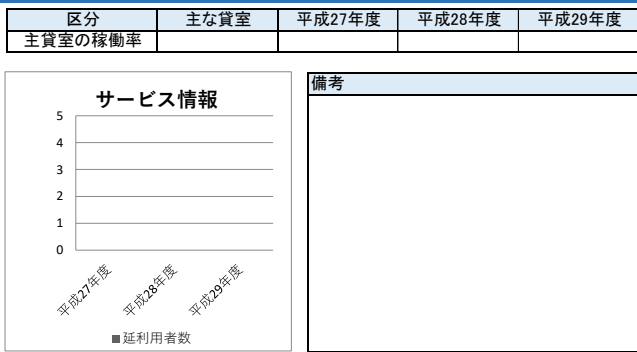 区分 主な貸室 平成27年度 平成28年度 平成29年度
主貸室の稼働率
サービス情報
5
4
3
2
1
0
平成27年度 平成28年度 平成29年度
■延利用者数
備考